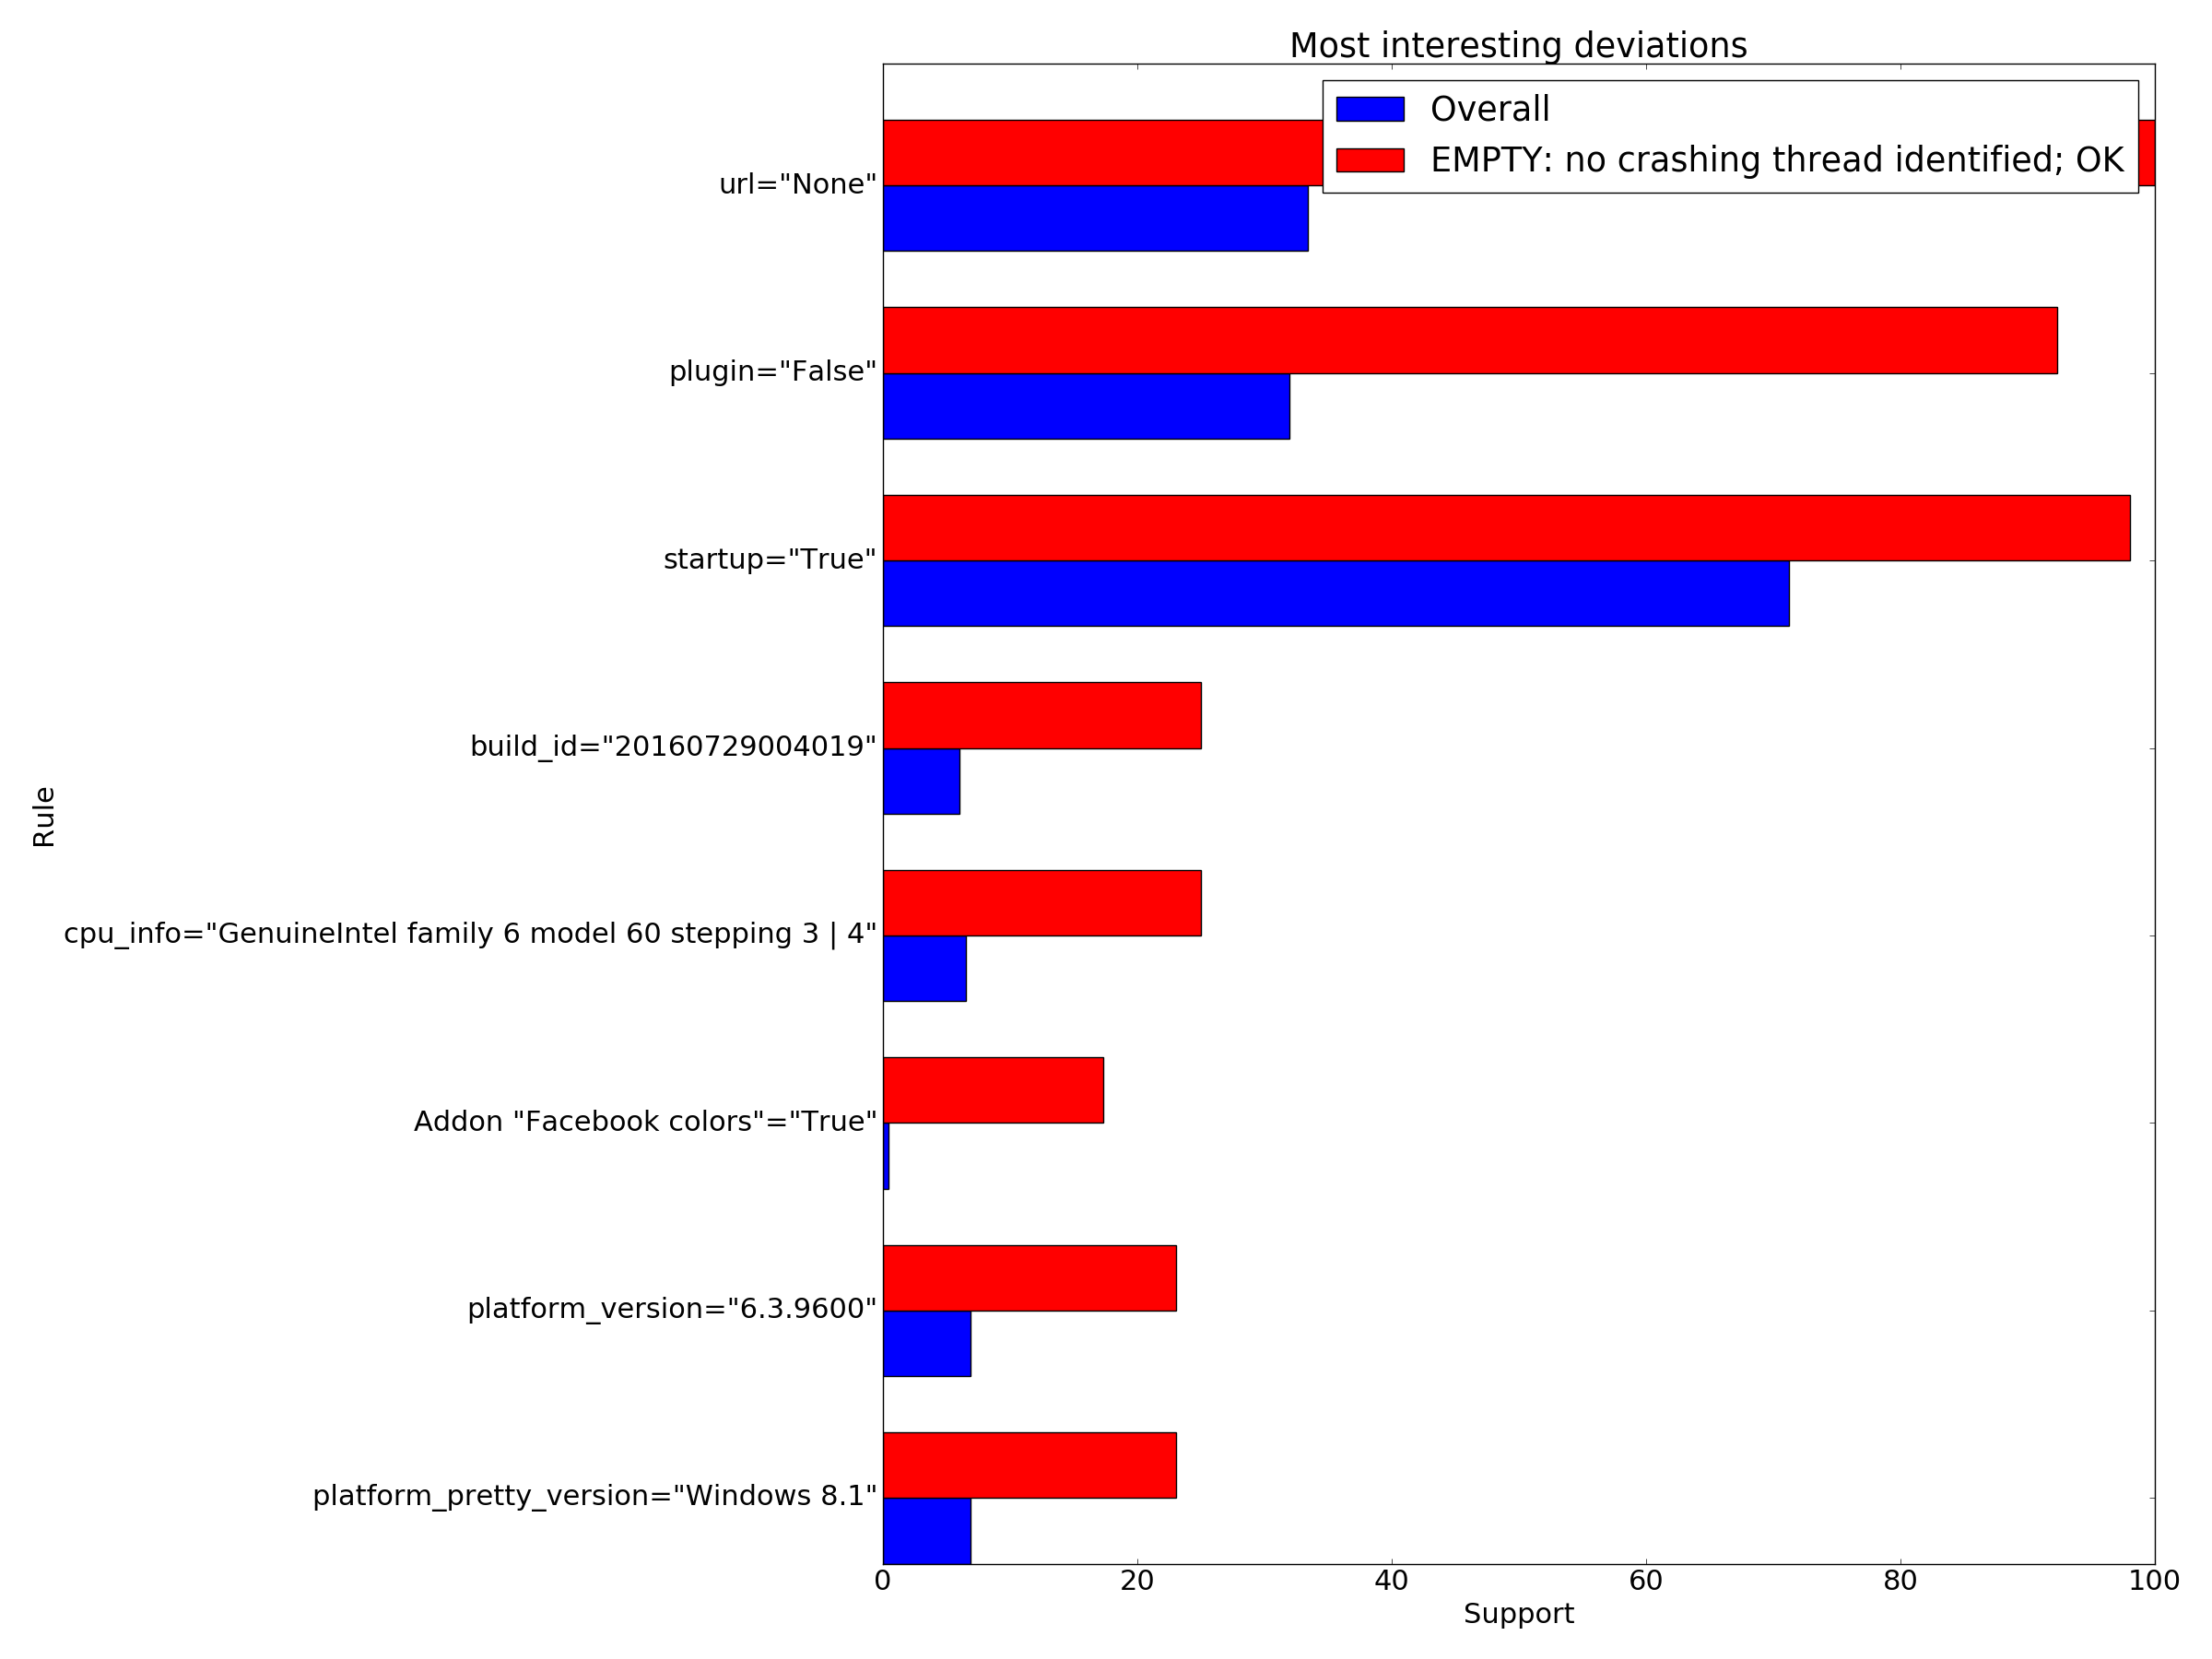 Most interesting deviations
Overall
EMPTY: no crashing thread identified; OK
url="None"
plugin="False"
startup="True"
build_id="20160729004019"
cpu_info="GenuineIntel family 6 model 60 stepping 3 | 4"
Addon "Facebook colors"="True"
platform_version="6.3.9600"
platform_pretty_version="Windows 8.1"
Rule
0 20 40 60 80 100
Support